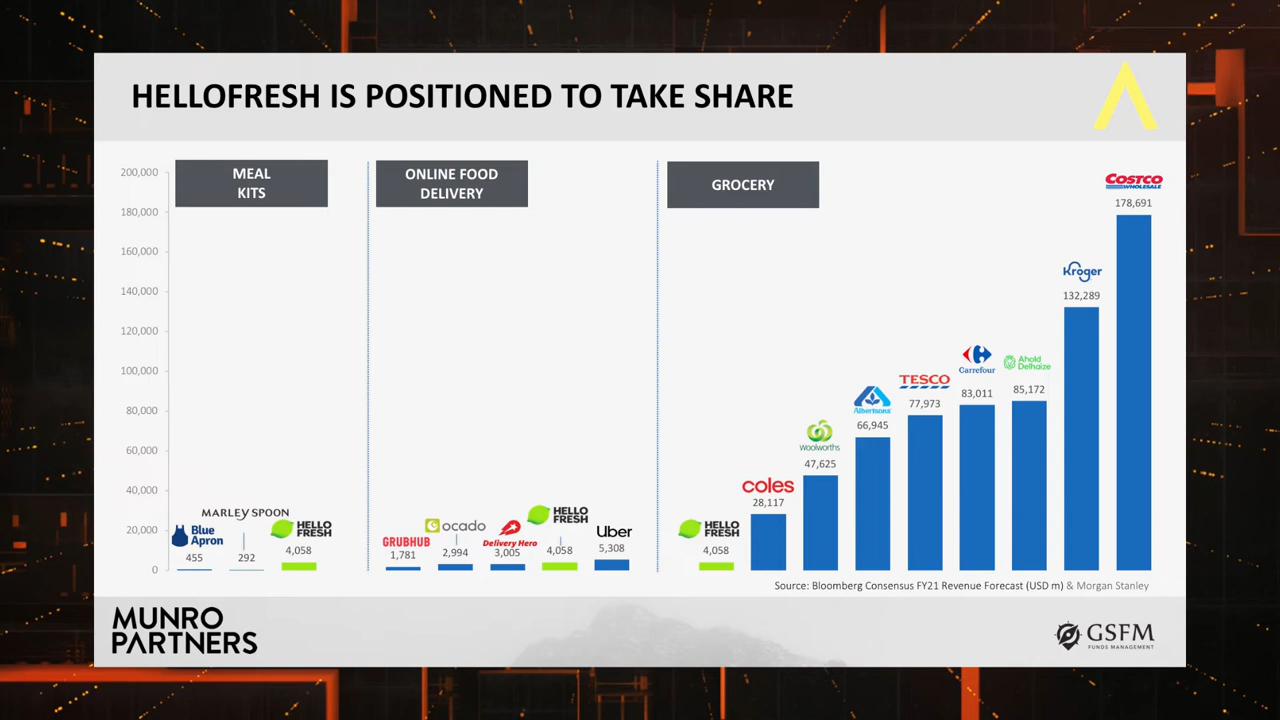 HELLOFRESH IS POSITIONED TO TAKE SHARE
200,000
180,000
160,000
140,000
120,000
100,000
80,000
60,000
40,000
20,000
0
MEAL
KITS
Blue
Apron
455
MARLEY SPOON
292
HELLO
FRESH
4,058
ONLINE FOOD
DELIVERY
GRUBHUB
1,781
ocado
2,994
Delivery Hero
3,005
HELLO
FRESH
4,058
Uber
5,308
GROCERY
HELLO
FRESH
4,058
coles
28,117
woolworths
47,625
Albertsons
66,945
TESCO
77,973
Carrefour
83,011
Ahold
Delhaize
85,172
Kroger
132,289
COSTCO
WHOLESALE
178,691
Source: Bloomberg Consensus FY21 Revenue Forecast (USD m) & Morgan Stanley
MUNRO
PARTNERS
GSFM
FUNDS MANAGEMENT